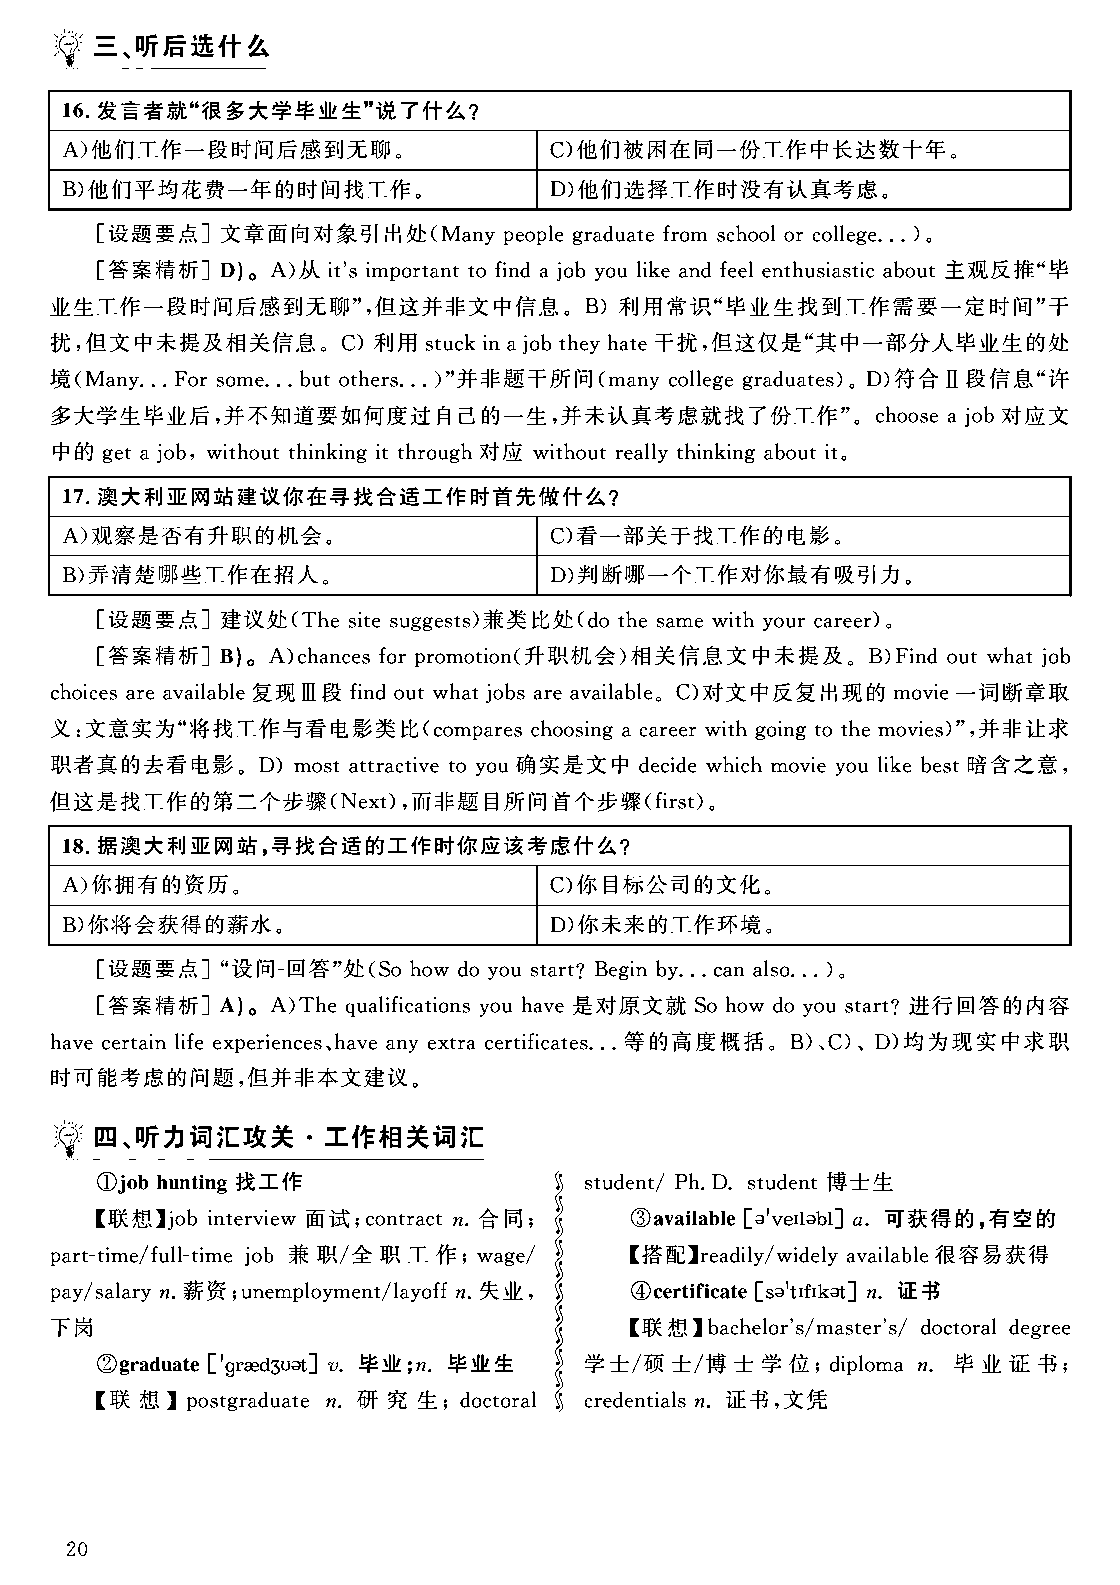 三、听后选什么
16. 发言者就“很多大学毕业生”说了什么?
A)他们工作一段时间后感到无聊。
C)他们被困在同一份工作中长达数十年。
B)他们平均花费一年的时间找工作。
D)他们选择工作时没有认真考虑。
[设题要点] 文章面向对象引出处(Many people graduate from school or college...)。
[答案精析] D)。A)从 it's important to find a job you like and feel enthusiastic about 主观反推“毕
业生工作一段时间后感到无聊”,但这并非文中信息。B) 利用常识“毕业生找到工作需要一定时间”干
扰,但文中未提及相关信息。C) 利用 stuck in a job they hate 干扰,但这仅是“其中一部分人毕业生的处
境(Many... For some... but others...)”并非题干所问(many college graduates)。D)符合Ⅱ段信息“许
多大学生毕业后,并不知道要如何度过自己的一生,并未认真考虑就找了份工作”。choose a job 对应文
中的 get a job, without thinking it through 对应 without really thinking about it。
17. 澳大利亚网站建议你在寻找合适工作时首先做什么?
A)观察是否有升职的机会。
C)看一部关于找工作的电影。
B)弄清楚哪些工作在招人。
D)判断哪一个工作对你最有吸引力。
[设题要点] 建议处(The site suggests)兼类比处(do the same with your career)。
[答案精析] B)。A)chances for promotion(升职机会)相关信息文中未提及。B)Find out what job
choices are available 复现Ⅲ段 find out what jobs are available。C)对文中反复出现的 movie 一词断章取
义:文意实为“将找工作与看电影类比(compares choosing a career with going to the movies)”,并非让求
职者真的去看电影。D) most attractive to you 确实是文中 decide which movie you like best 暗含之意,
但这是找工作的第二个步骤(Next),而非题目所问首个步骤(first)。
18. 据澳大利亚网站,寻找合适的工作时你应该考虑什么?
A)你拥有的资历。
C)你目标公司的文化。
B)你将会获得的薪水。
D)你未来的工作环境。
[设题要点] “设问-回答”处(So how do you start? Begin by... can also...)。
[答案精析] A)。A)The qualifications you have 是对原文就 So how do you start? 进行回答的内容
have certain life experiences、have any extra certificates... 等的高度概括。B)、C)、D)均为现实中求职
时可能考虑的问题,但并非本文建议。
四、听力词汇攻关·工作相关词汇
①job hunting 找工作
【联想】job interview 面试;contract n. 合同;
part-time/full-time job 兼职/全职工作; wage/
pay/salary n. 薪资;unemployment/layoff n. 失业,
下岗
②graduate [ˈɡrædʒʊət] v. 毕业;n. 毕业生
【联想】postgraduate n. 研究生; doctoral
student/ Ph. D. student 博士生
③available [əˈveɪləbl] a. 可获得的,有空的
【搭配】readily/widely available 很容易获得
④certificate [səˈtɪfɪkət] n. 证书
【联想】bachelor's/master's/ doctoral degree
学士/硕士/博士学位; diploma n. 毕业证书;
credentials n. 证书,文凭
20